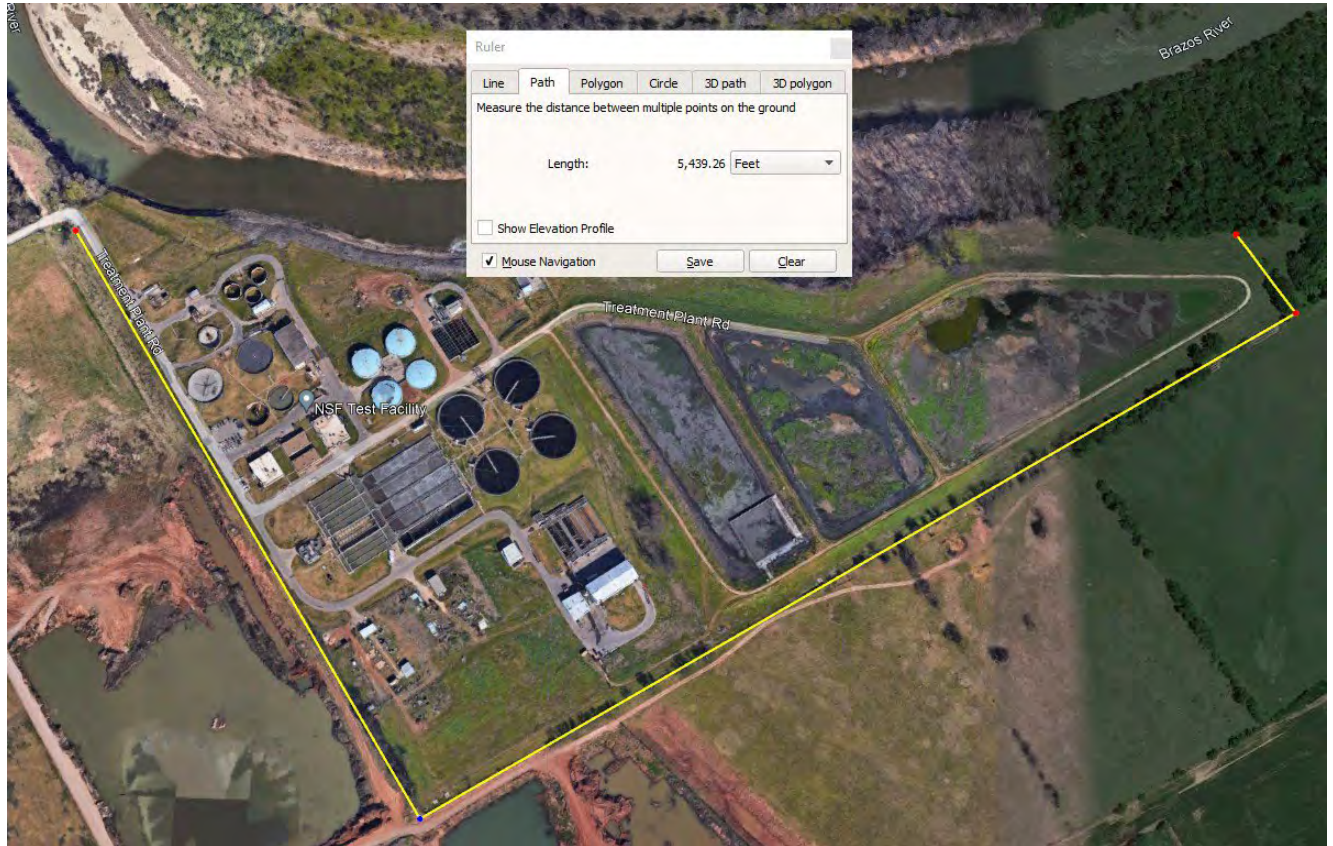 River
Ruler
Line Path Polygon Circle 3D path 3D polygon
Measure the distance between multiple points on the ground
Length: 5,439.26 Feet
Show Elevation Profile
Mouse Navigation Save Clear
Brazos River
Treatment Plant Rd
Treatment Plant Rd
NSF Test Facility